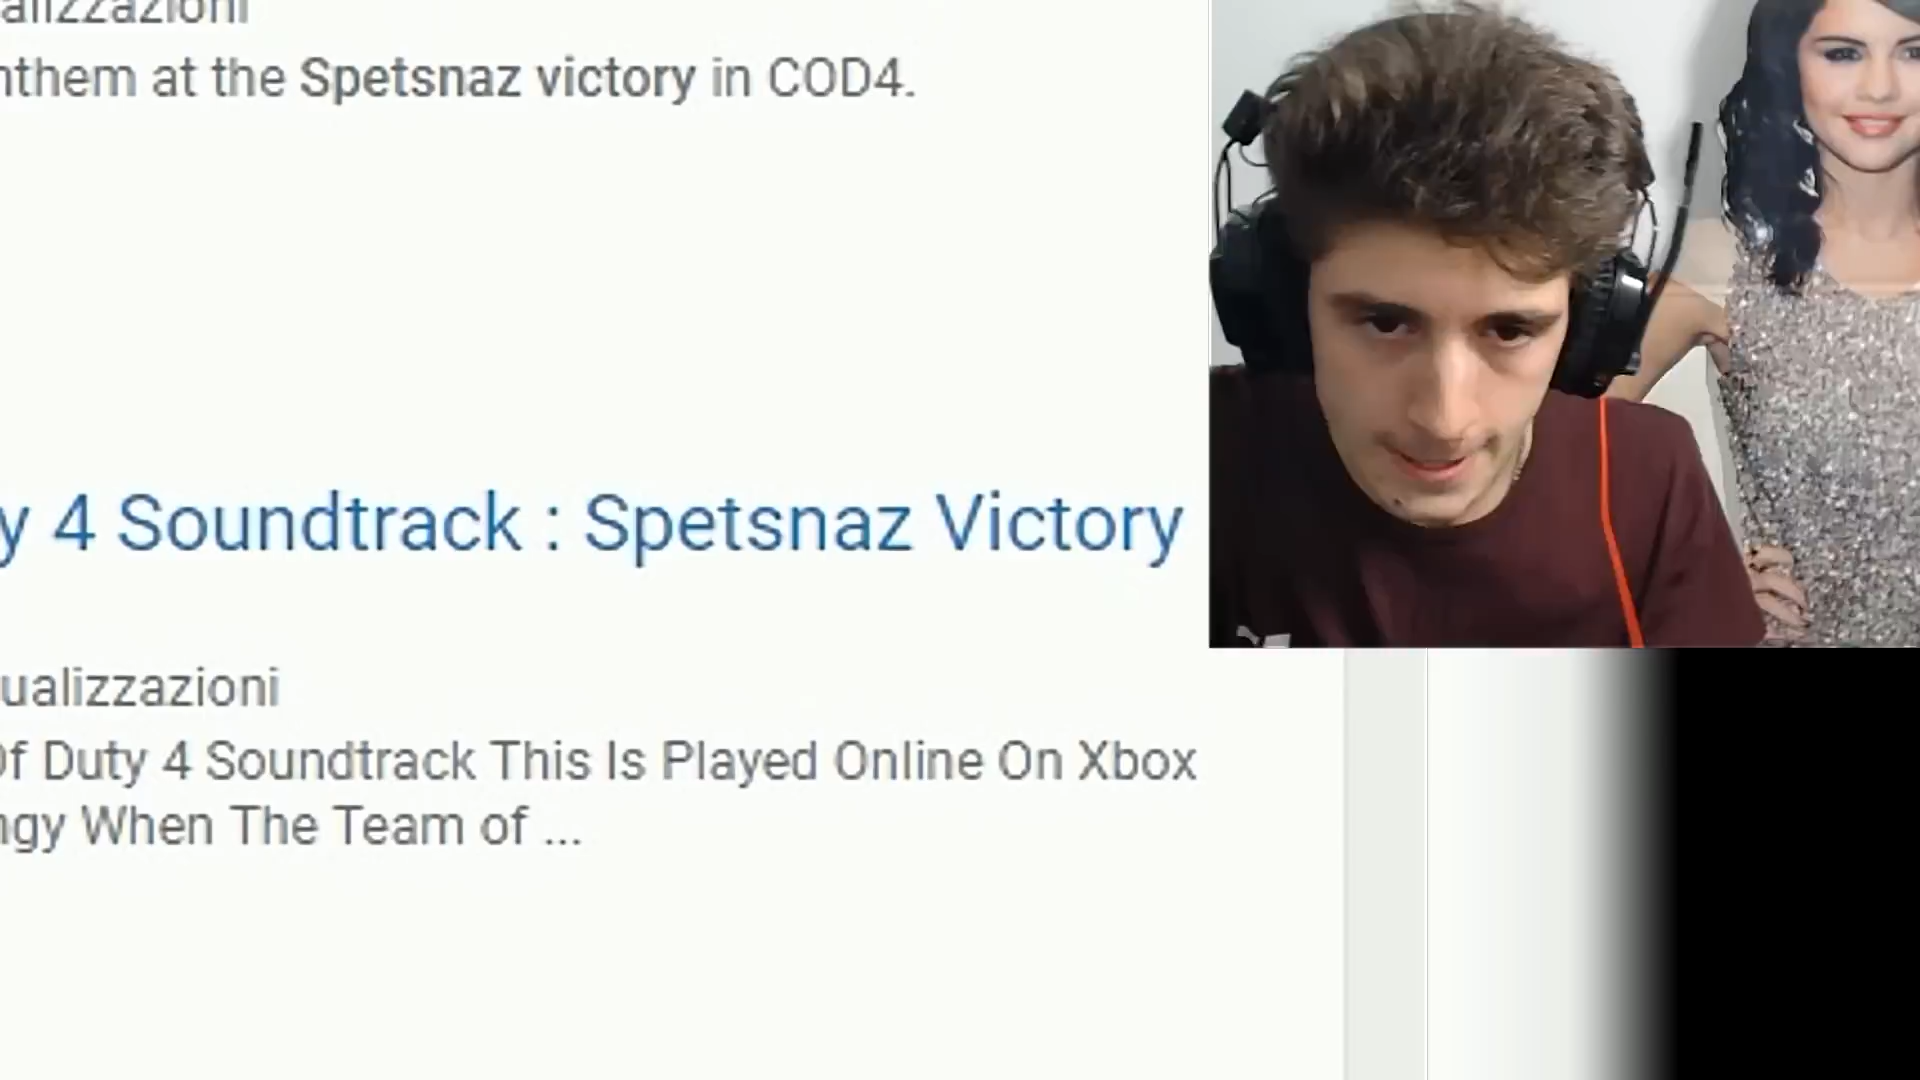 alizzazioni
nthem at the Spetsnaz victory in COD4.
y 4 Soundtrack : Spetsnaz Victory
ualizzazioni
Of Duty 4 Soundtrack This Is Played Online On Xbox
ngy When The Team of ...